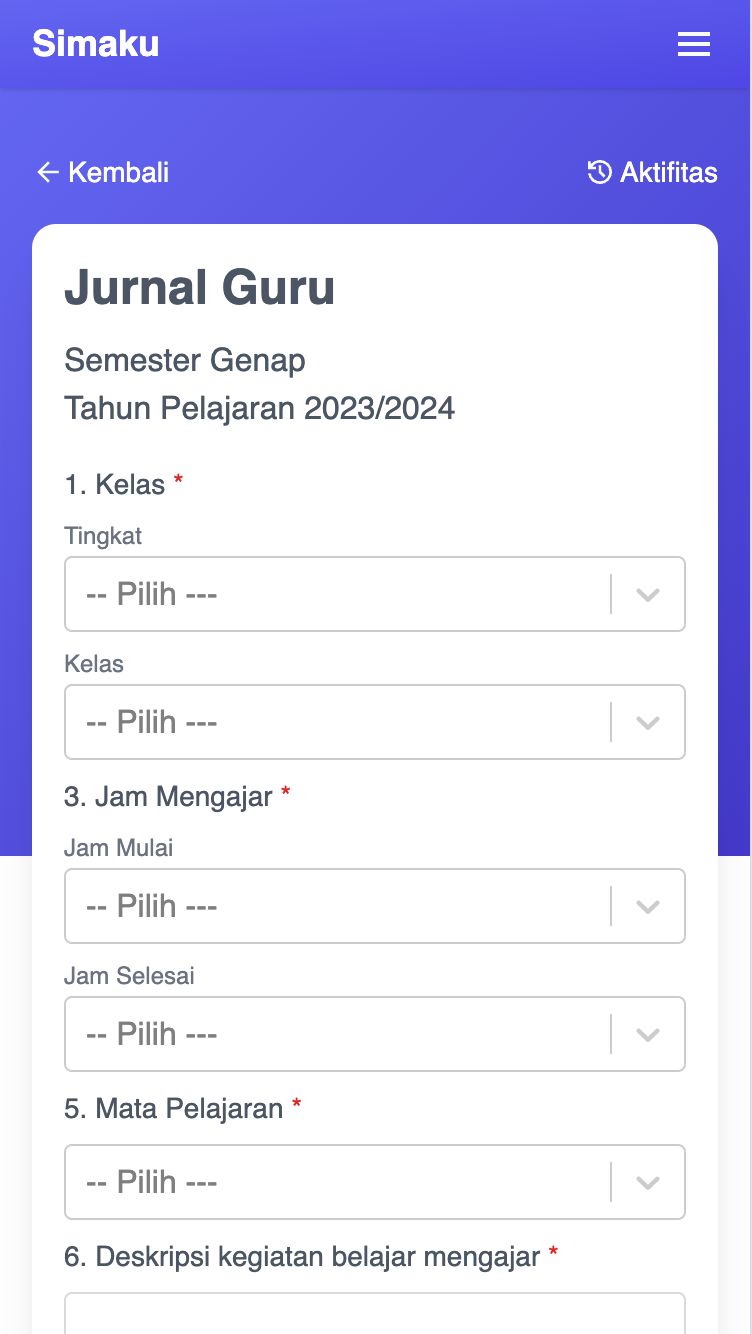 Simaku
Kembali Aktifitas
Jurnal Guru
Semester Genap
Tahun Pelajaran 2023/2024
1. Kelas *
Tingkat
-- Pilih ---
Kelas
-- Pilih ---
3. Jam Mengajar *
Jam Mulai
-- Pilih ---
Jam Selesai
-- Pilih ---
5. Mata Pelajaran *
-- Pilih ---
6. Deskripsi kegiatan belajar mengajar *